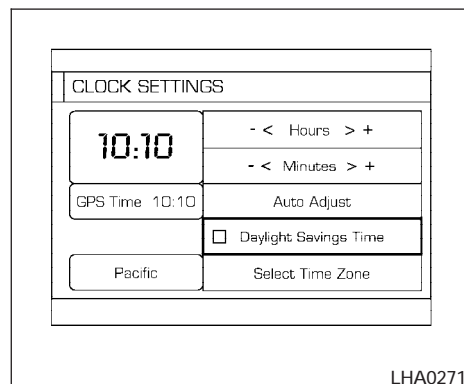 CLOCK SETTINGS
10:10
- < Hours > +
- < Minutes > +
GPS Time 10:10
Auto Adjust
Daylight Savings Time
Pacific
Select Time Zone
LHA0271